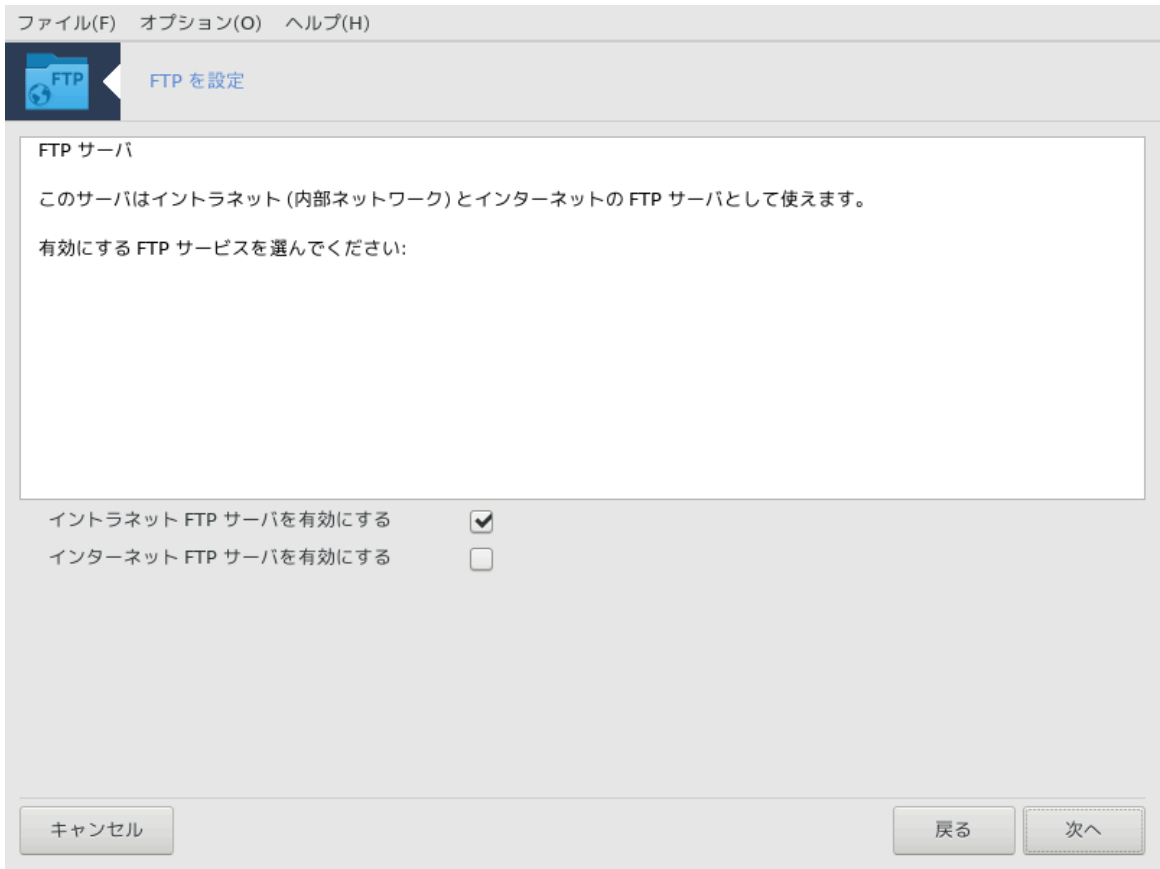 ファイル(F) オプション(O) ヘルプ(H)
FTP
FTP を設定
FTP サーバ
このサーバはイントラネット (内部ネットワーク) とインターネットの FTP サーバとして使えます。
有効にする FTP サービスを選んでください:
イントラネット FTP サーバを有効にする
インターネット FTP サーバを有効にする
キャンセル 戻る 次へ